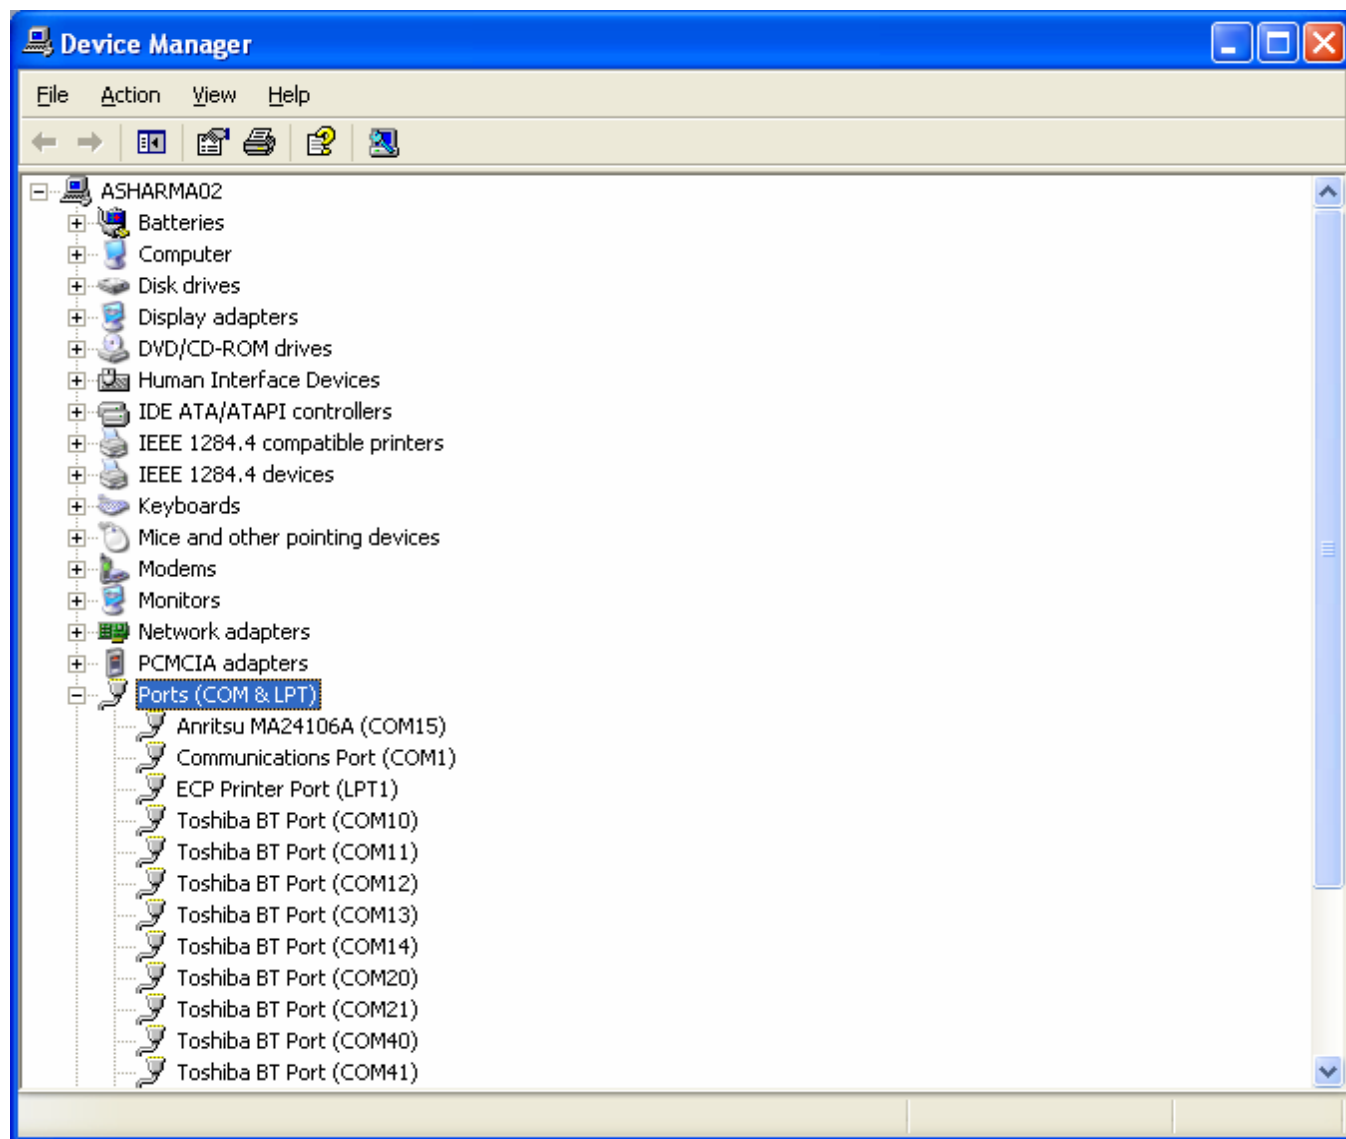 Device Manager
File Action View Help
ASHARMA02
Batteries
Computer
Disk drives
Display adapters
DVD/CD-ROM drives
Human Interface Devices
IDE ATA/ATAPI controllers
IEEE 1284.4 compatible printers
IEEE 1284.4 devices
Keyboards
Mice and other pointing devices
Modems
Monitors
Network adapters
PCMCIA adapters
Ports (COM & LPT)
Anritsu MA24106A (COM15)
Communications Port (COM1)
ECP Printer Port (LPT1)
Toshiba BT Port (COM10)
Toshiba BT Port (COM11)
Toshiba BT Port (COM12)
Toshiba BT Port (COM13)
Toshiba BT Port (COM14)
Toshiba BT Port (COM20)
Toshiba BT Port (COM21)
Toshiba BT Port (COM40)
Toshiba BT Port (COM41)